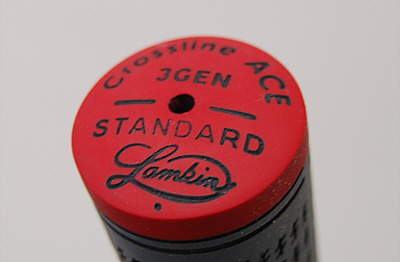 Crossline ACE
3GEN
STANDARD
Lamkin